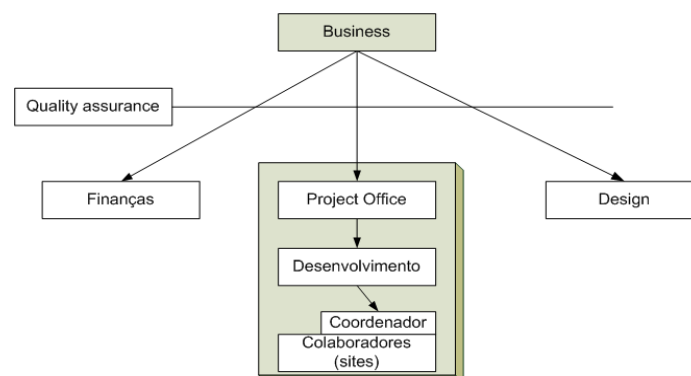 Business
Quality assurance
Finanças
Project Office
Design
Desenvolvimento
Coordenador
Colaboradores
(sites)